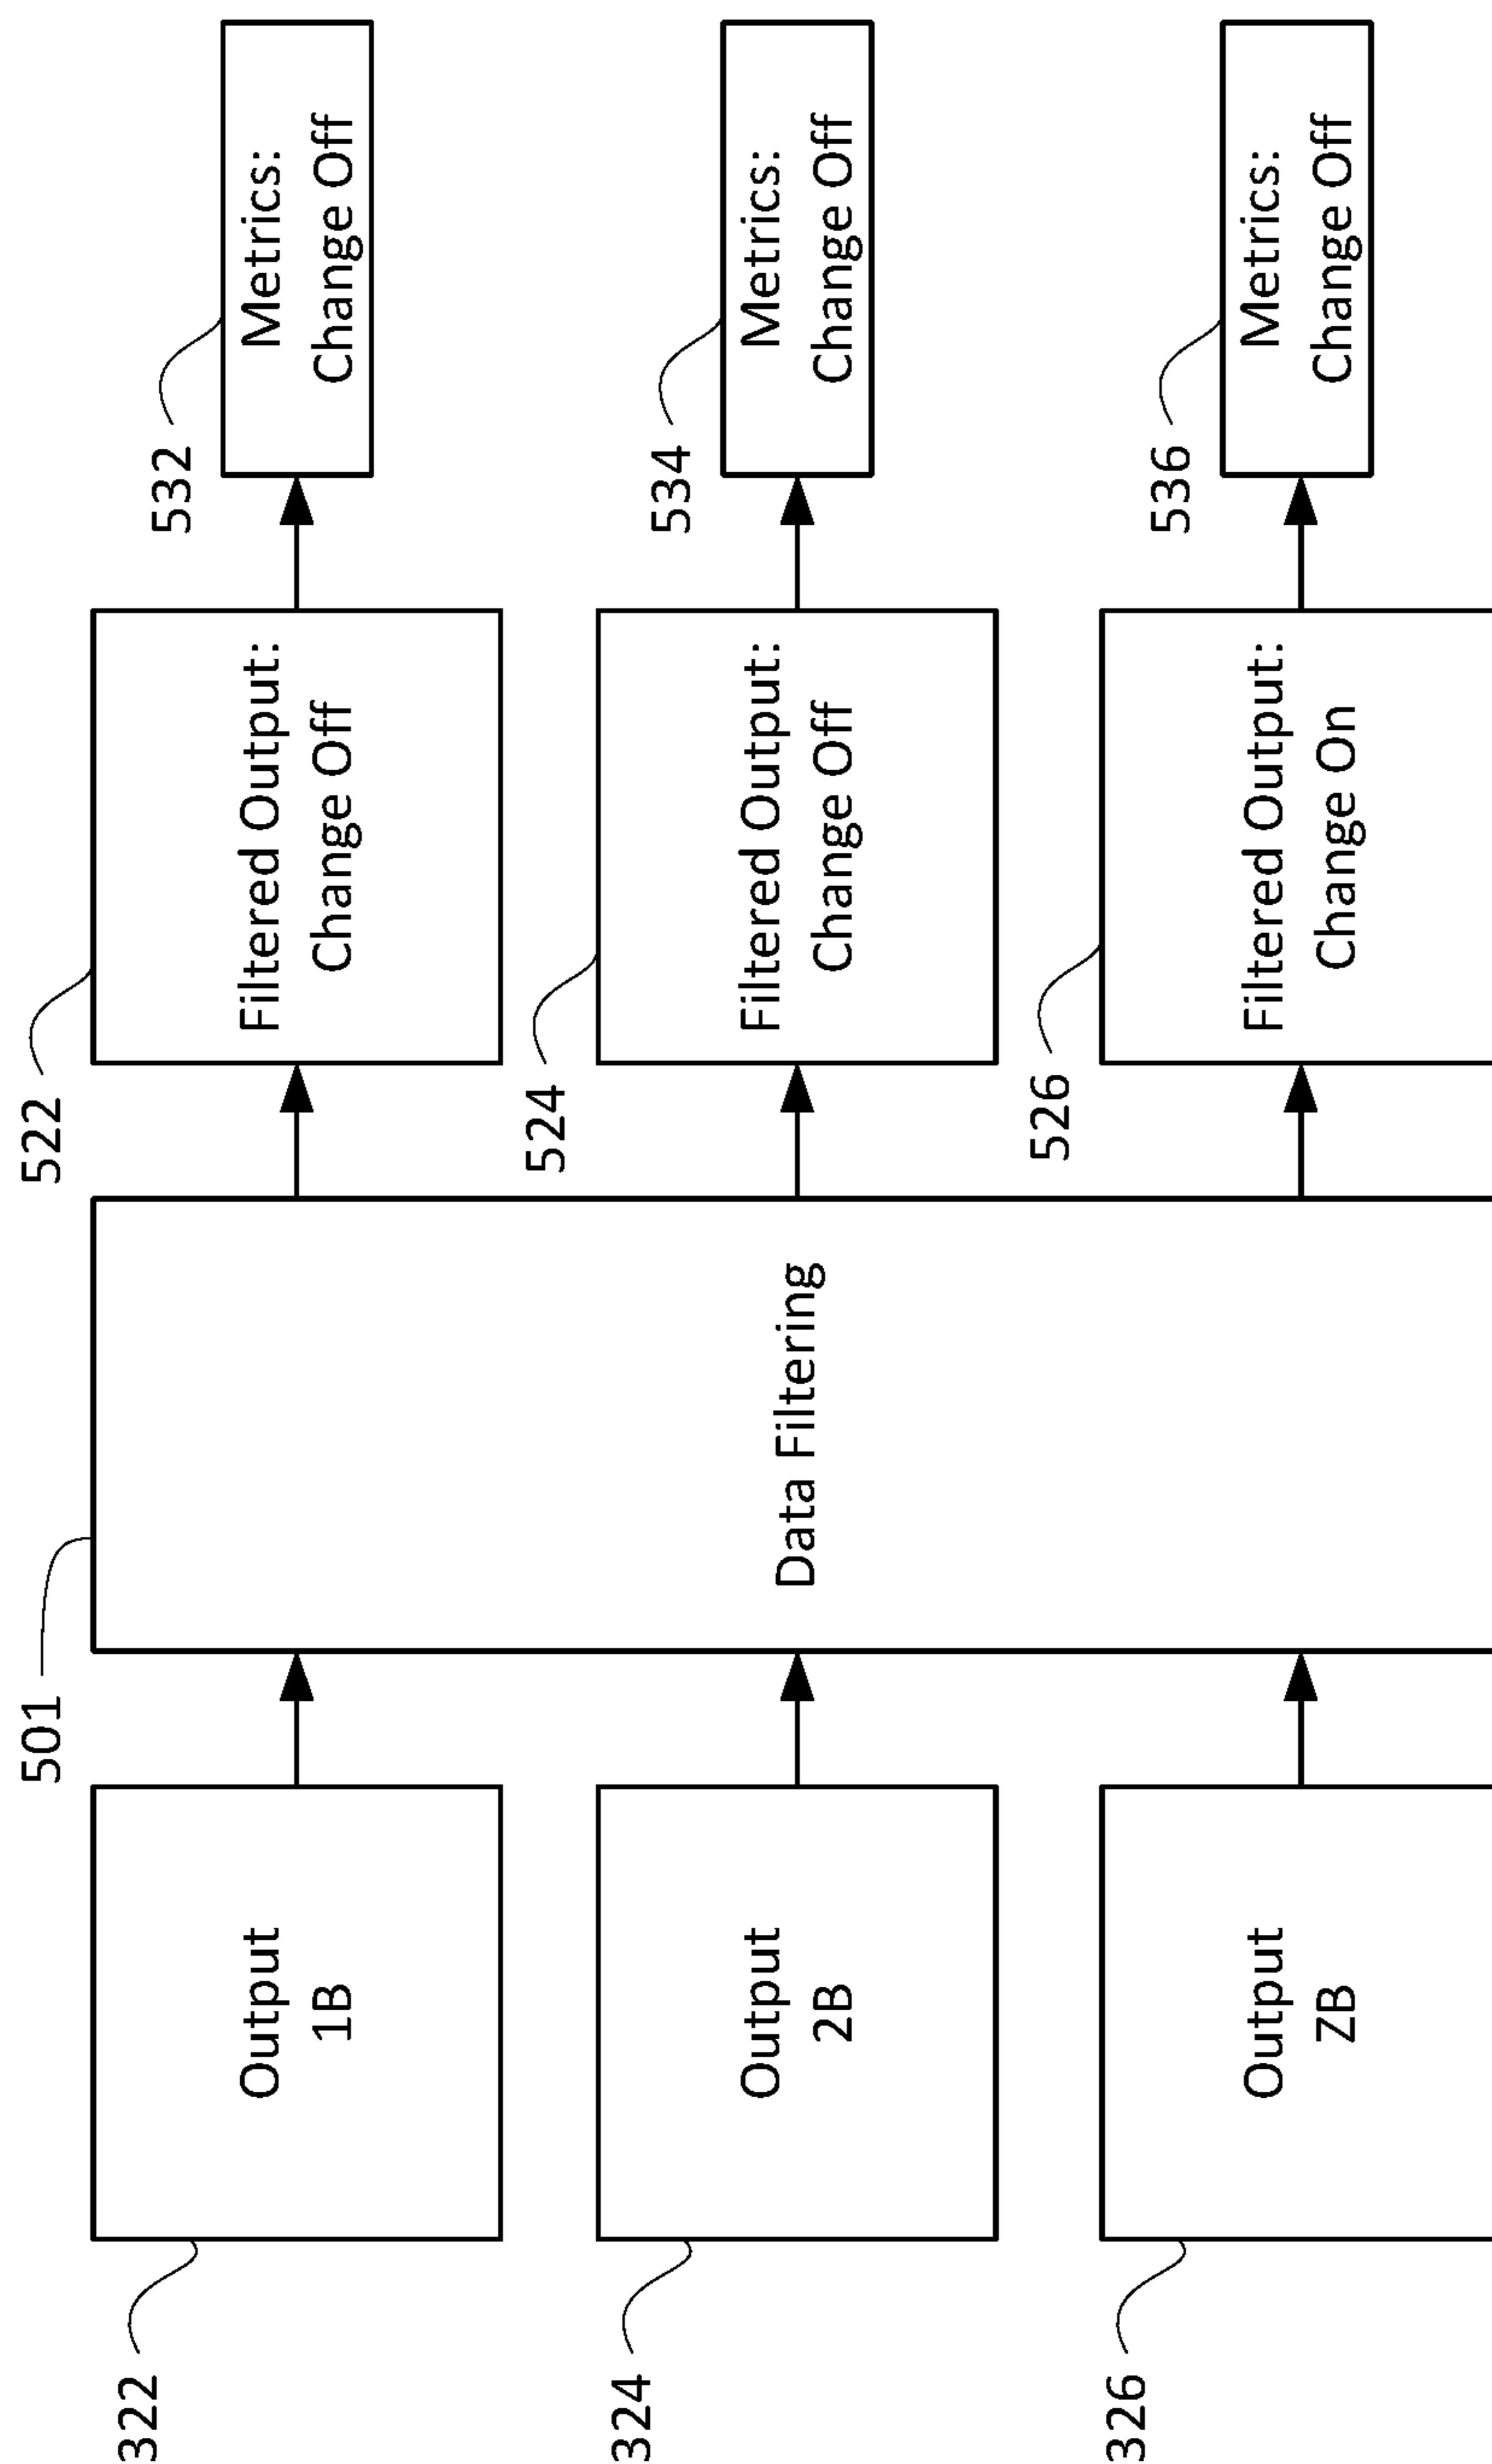 322
Output
1B
501
Data Filtering
522
Filtered Output:
Change Off
532
Metrics:
Change Off
324
Output
2B
524
Filtered Output:
Change Off
534
Metrics:
Change Off
326
Output
ZB
526
Filtered Output:
Change On
536
Metrics:
Change Off